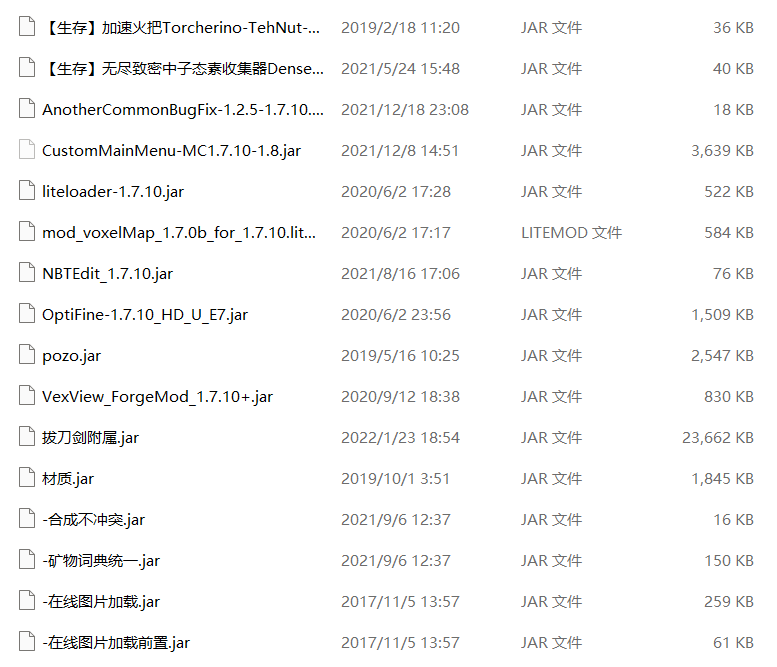 【生存】加速火把Torcherino-TehNut-... 2019/2/18 11:20 JAR 文件 36 KB
【生存】无尽致密中子态素收集器Dense... 2021/5/24 15:48 JAR 文件 40 KB
AnotherCommonBugFix-1.2.5-1.7.10.... 2021/12/18 23:08 JAR 文件 18 KB
CustomMainMenu-MC1.7.10-1.8.jar 2021/12/8 14:51 JAR 文件 3,639 KB
liteloader-1.7.10.jar 2020/6/2 17:28 JAR 文件 522 KB
mod_voxelMap_1.7.0b_for_1.7.10.lit... 2020/6/2 17:17 LITEMOD 文件 584 KB
NBTEdit_1.7.10.jar 2021/8/16 17:06 JAR 文件 76 KB
OptiFine-1.7.10_HD_U_E7.jar 2020/6/2 23:56 JAR 文件 1,509 KB
pozo.jar 2019/5/16 10:25 JAR 文件 2,547 KB
VexView_ForgeMod_1.7.10+.jar 2020/9/12 18:38 JAR 文件 830 KB
拔刀剑附属.jar 2022/1/23 18:54 JAR 文件 23,662 KB
材质.jar 2019/10/1 3:51 JAR 文件 1,845 KB
-合成不冲突.jar 2021/9/6 12:37 JAR 文件 16 KB
-矿物词典统一.jar 2021/9/6 12:37 JAR 文件 150 KB
-在线图片加载.jar 2017/11/5 13:57 JAR 文件 259 KB
-在线图片加载前置.jar 2017/11/5 13:57 JAR 文件 61 KB